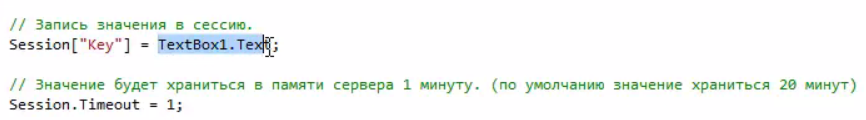 // Запись значения в сессию.
Session["Key"] = TextBox1.Text;
// Значение будет храниться в памяти сервера 1 минуту. (по умолчанию значение храниться 20 минут)
Session.Timeout = 1;